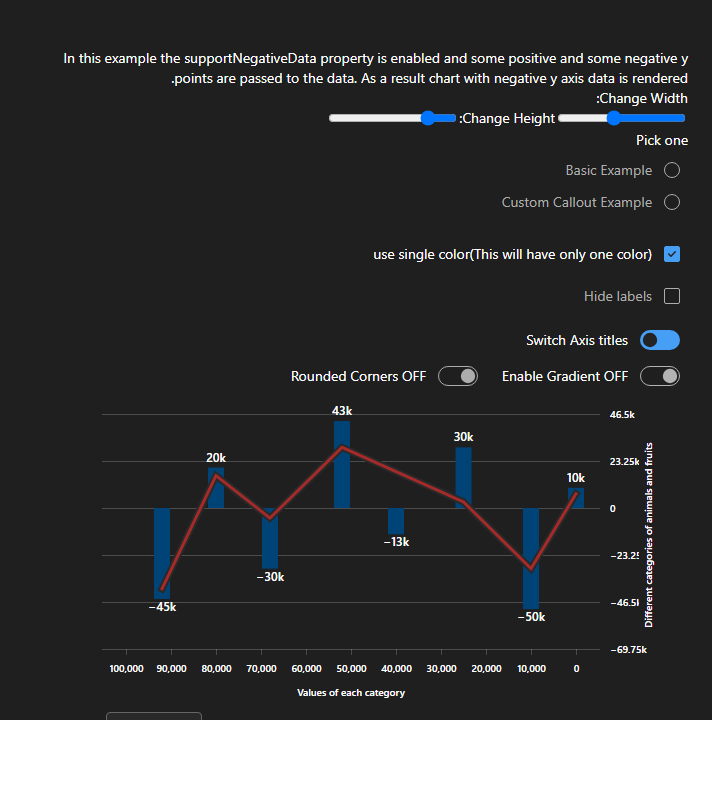 In this example the supportNegativeData property is enabled and some positive and some negative y
.points are passed to the data. As a result chart with negative y axis data is rendered
:Change Width
:Change Height
Pick one
Basic Example
Custom Callout Example
use single color(This will have only one color)
Hide labels
Switch Axis titles
Rounded Corners OFF
Enable Gradient OFF
43k
46.5k
30k
20k
23.25k
10k
0
−13k
−23.25
−30k
−45k
−46.5k
−50k
−69.75k
Different categories of animals and fruits
100,000 90,000 80,000 70,000 60,000 50,000 40,000 30,000 20,000 10,000 0
Values of each category